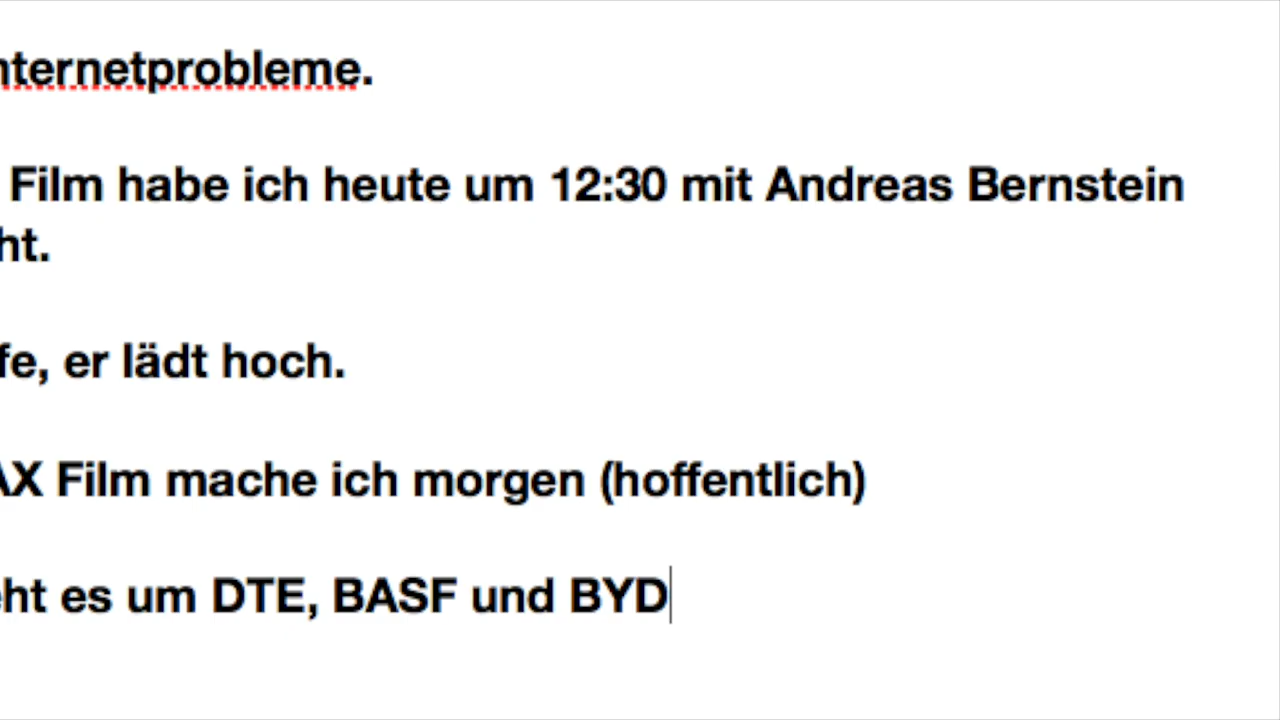 nternetprobleme.
Film habe ich heute um 12:30 mit Andreas Bernstein
ht.
fe, er lädt hoch.
AX Film mache ich morgen (hoffentlich)
eht es um DTE, BASF und BYD